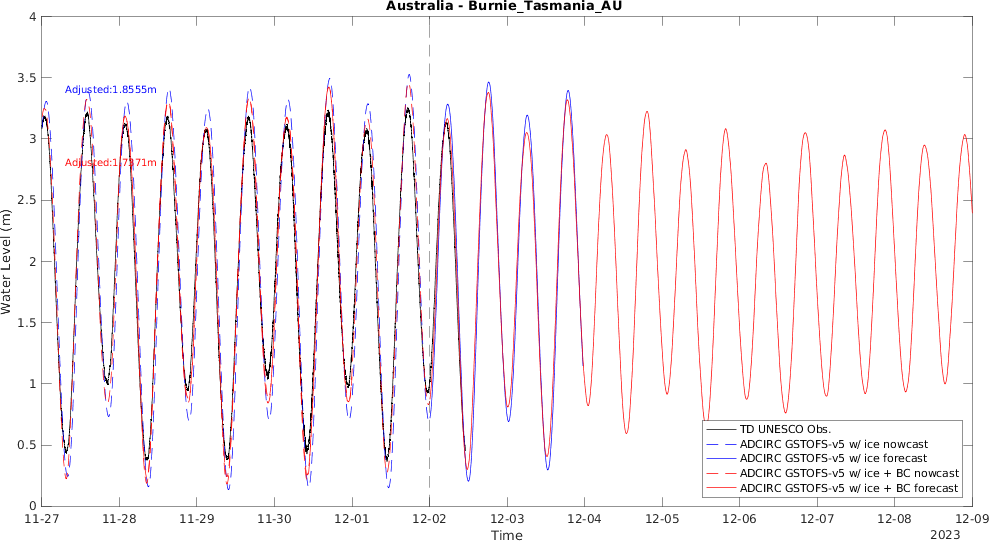 Australia - Burnie_Tasmania_AU
4
3.5
3
2.5
2
1.5
1
0.5
0
Water Level (m)
Adjusted:1.8555m
Adjusted:1.7371m
TD UNESCO Obs.
ADCIRC GSTOFS-v5 w/ ice nowcast
ADCIRC GSTOFS-v5 w/ ice forecast
ADCIRC GSTOFS-v5 w/ ice + BC nowcast
ADCIRC GSTOFS-v5 w/ ice + BC forecast
11-27 11-28 11-29 11-30 12-01 12-02 12-03 12-04 12-05 12-06 12-07 12-08 12-09
Time
2023